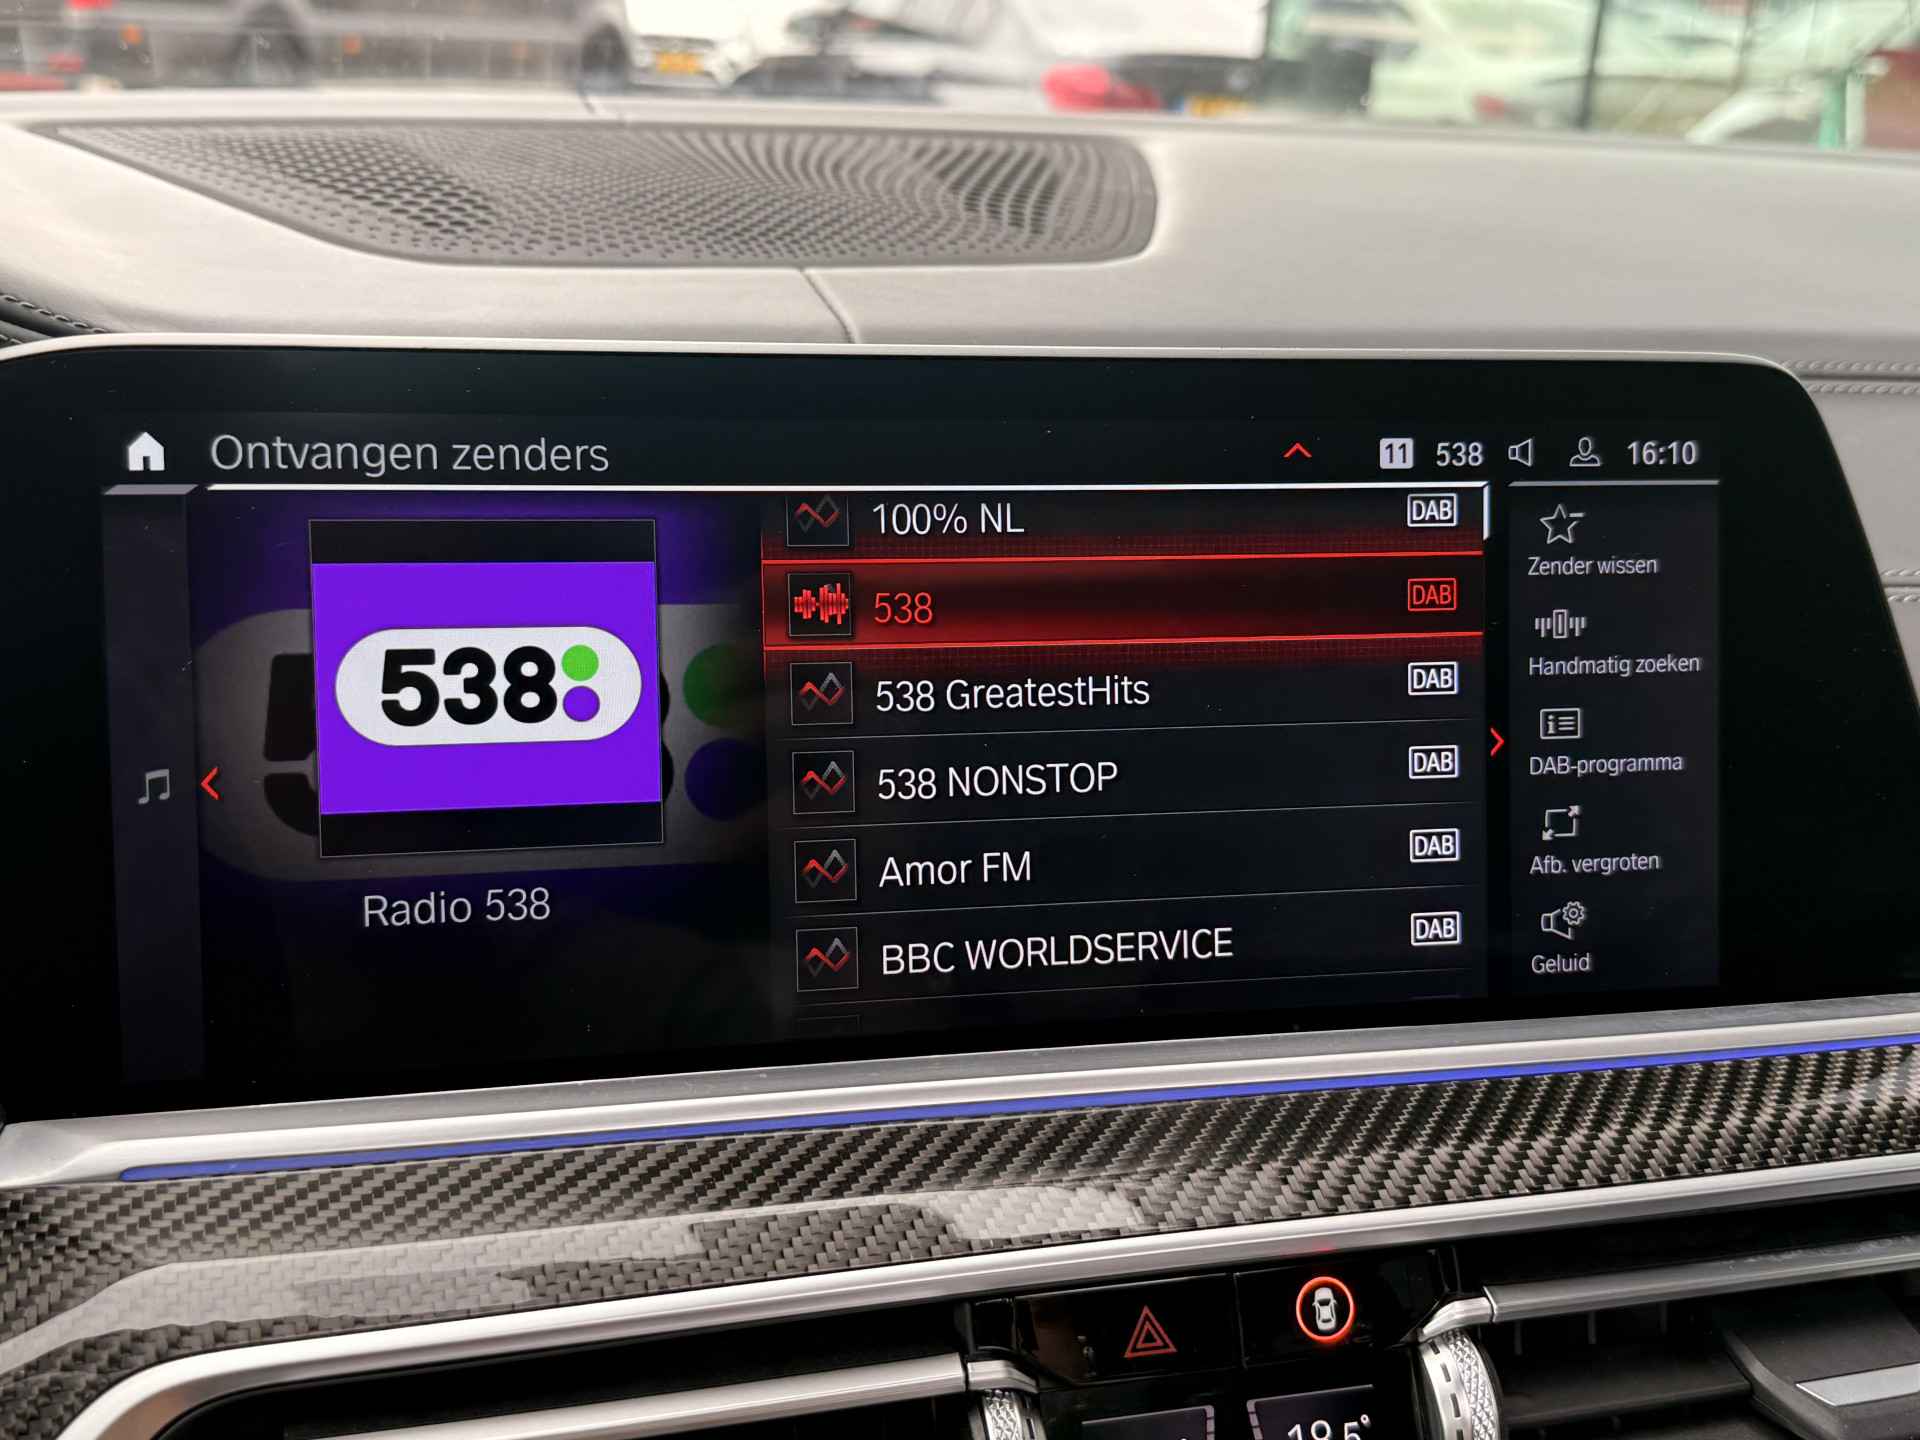 Ontvangen zenders
11 538 16:10
538
Radio 538
100% NL DAB
538 DAB
538 GreatestHits DAB
538 NONSTOP DAB
Amor FM DAB
BBC WORLDSERVICE DAB
Zender wissen
Handmatig zoeken
DAB-programma
Afb. vergroten
Geluid